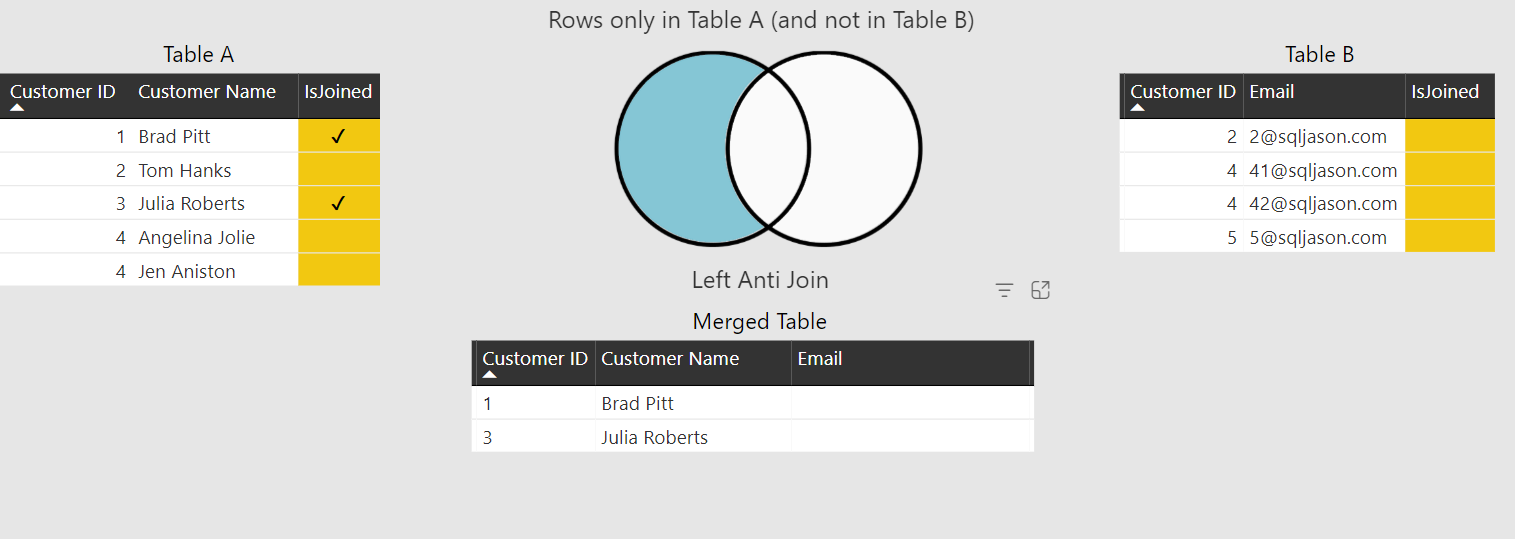 Rows only in Table A (and not in Table B)
Table A
Customer ID Customer Name IsJoined
1 Brad Pitt ✓
2 Tom Hanks
3 Julia Roberts ✓
4 Angelina Jolie
4 Jen Aniston
Table B
Customer ID Email IsJoined
2 2@sqljason.com
4 41@sqljason.com
4 42@sqljason.com
5 5@sqljason.com
Left Anti Join
Merged Table
Customer ID Customer Name Email
1 Brad Pitt
3 Julia Roberts